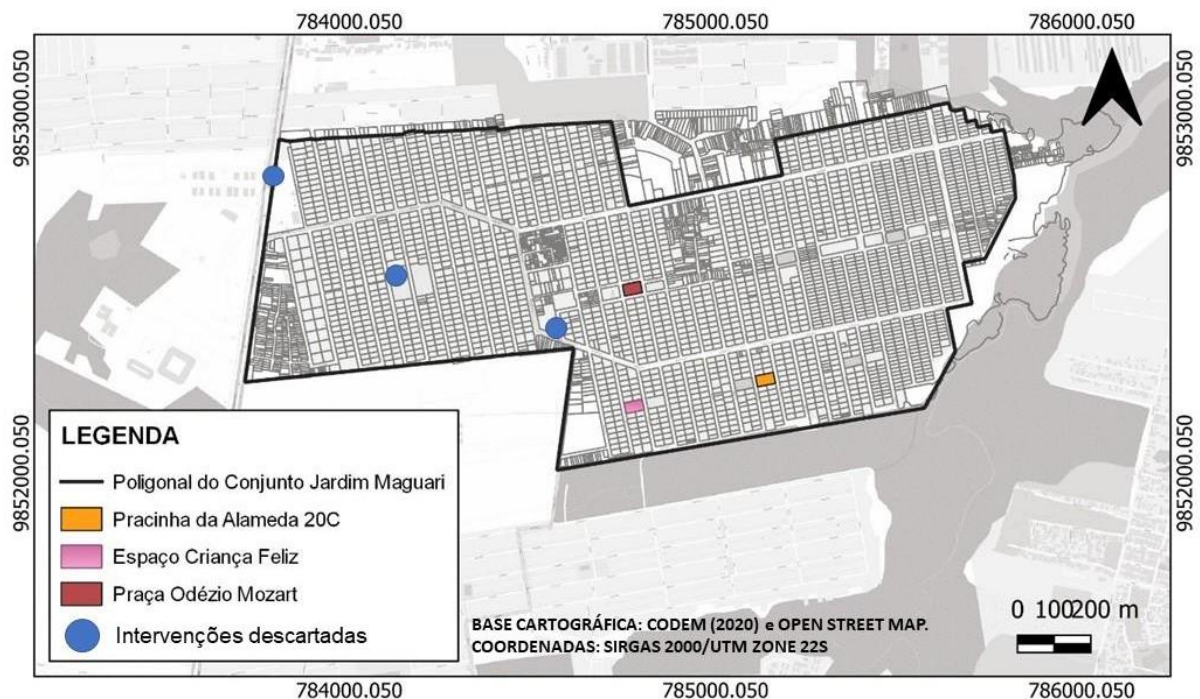 784000.050 785000.050 786000.050
9853000.050 9853000.050
9852000.050 9852000.050
LEGENDA
Poligonal do Conjunto Jardim Maguari
Pracinha da Alameda 20C
Espaço Criança Feliz
Praça Odézio Mozart
Intervenções descartadas
BASE CARTOGRÁFICA: CODEM (2020) e OPEN STREET MAP.
COORDENADAS: SIRGAS 2000/UTM ZONE 22S
0 100200 m
784000.050 785000.050 786000.050